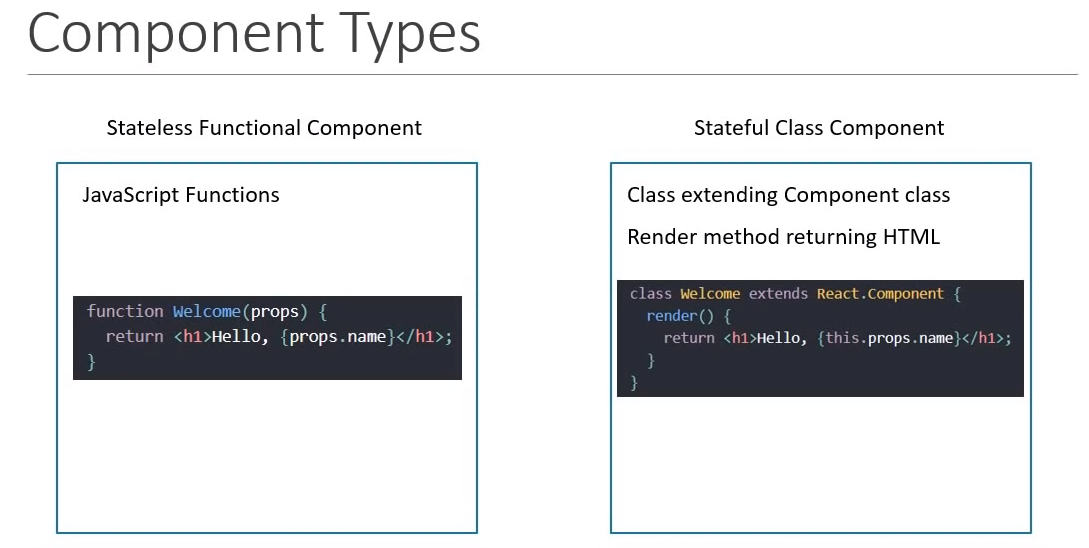 Component Types
Stateless Functional Component
JavaScript Functions
function Welcome(props) {
  return <h1>Hello, {props.name}</h1>;
}
Stateful Class Component
Class extending Component class
Render method returning HTML
class Welcome extends React.Component {
  render() {
    return <h1>Hello, {this.props.name}</h1>;
  }
}